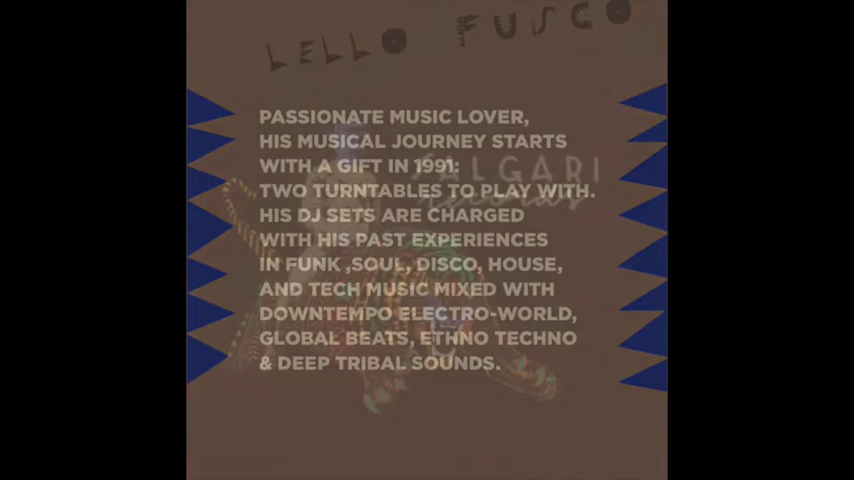 LELLO FUSCO
PASSIONATE MUSIC LOVER,
HIS MUSICAL JOURNEY STARTS
WITH A GIFT IN 1991:
SALGARI
TWO TURNTABLES TO PLAY WITH.
records
HIS DJ SETS ARE CHARGED
WITH HIS PAST EXPERIENCES
IN FUNK ,SOUL, DISCO, HOUSE,
AND TECH MUSIC MIXED WITH
DOWNTEMPO ELECTRO-WORLD,
GLOBAL BEATS, ETHNO TECHNO
& DEEP TRIBAL SOUNDS.